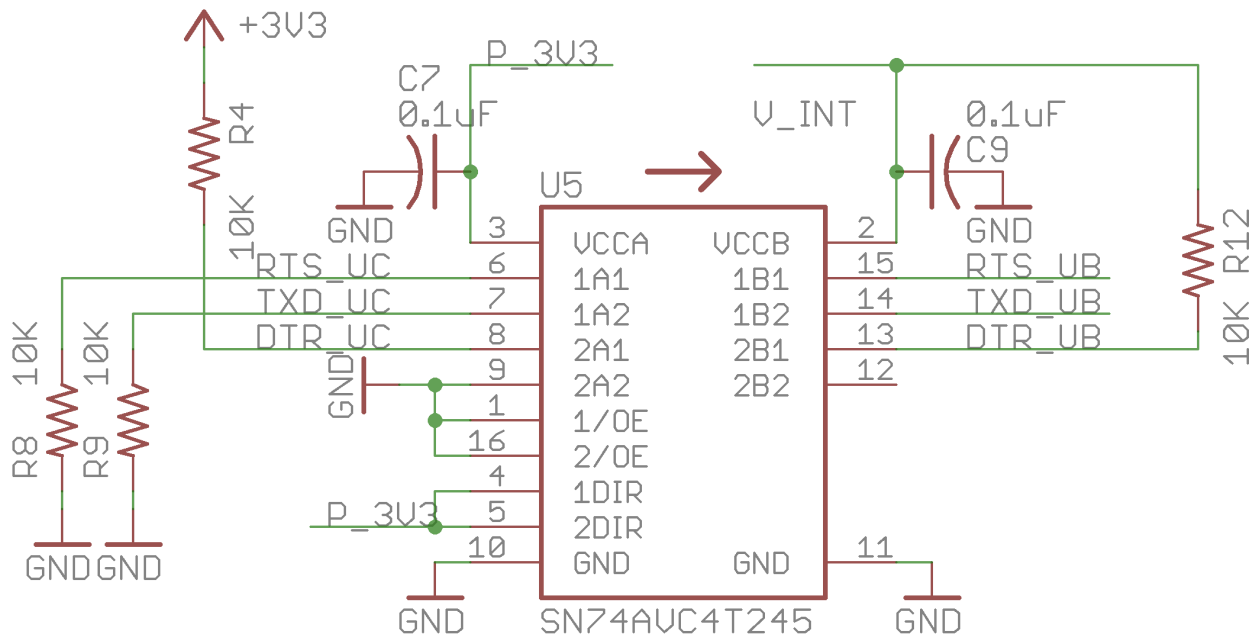 +3V3
P_3V3
C7
0.1uF
V_INT
0.1uF
C9
R4
10K
GND
U5
GND
R12
10K
3
VCCA
VCCB
2
RTS_UC
6
1A1
1B1
15
RTS_UB
TXD_UC
7
1A2
1B2
14
TXD_UB
DTR_UC
8
2A1
2B1
13
DTR_UB
GND
9
2A2
2B2
12
1
1/OE
16
2/OE
10K
R8
10K
R9
4
1DIR
P_3V3
5
2DIR
10
GND
GND
11
GND
GND
GND
SN74AVC4T245
GND